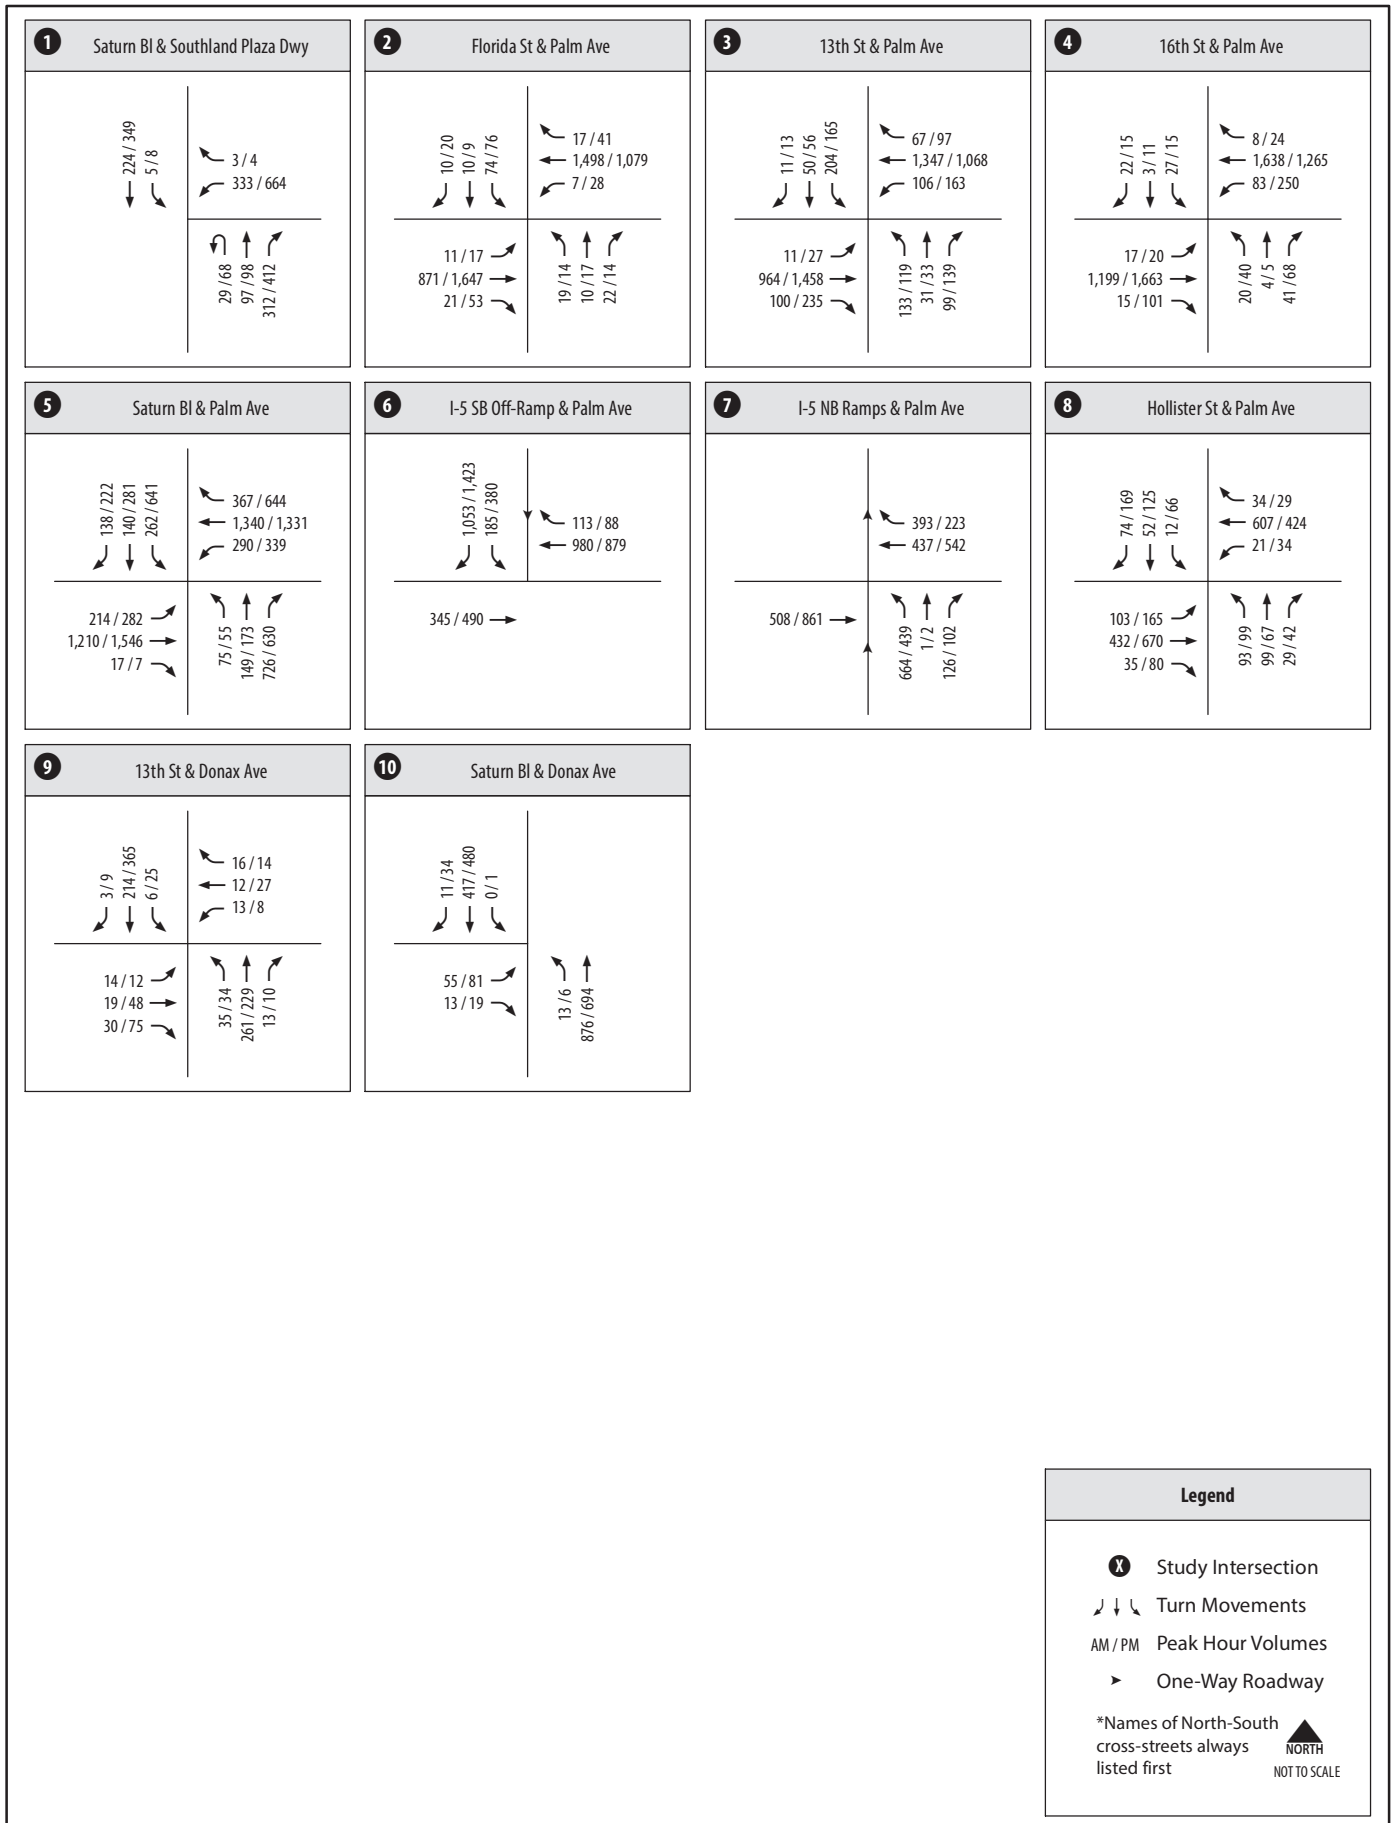 1 Saturn Bl & Southland Plaza Dwy
224 / 349
5 / 8
3 / 4
333 / 664
29 / 68
97 / 98
312 / 412
2 Florida St & Palm Ave
10 / 20
10 / 9
74 / 76
17 / 41
1,498 / 1,079
7 / 28
11 / 17
871 / 1,647
21 / 53
19 / 14
10 / 17
22 / 14
3 13th St & Palm Ave
11 / 13
50 / 56
204 / 165
67 / 97
1,347 / 1,068
106 / 163
11 / 27
964 / 1,458
100 / 235
133 / 119
31 / 33
99 / 139
4 16th St & Palm Ave
22 / 15
3 / 11
27 / 15
8 / 24
1,638 / 1,265
83 / 250
17 / 20
1,199 / 1,663
15 / 101
20 / 40
4 / 5
41 / 68
5 Saturn Bl & Palm Ave
138 / 222
140 / 281
262 / 641
367 / 644
1,340 / 1,331
290 / 339
214 / 282
1,210 / 1,546
17 / 7
75 / 55
149 / 173
726 / 630
6 I-5 SB Off-Ramp & Palm Ave
1,053 / 1,423
185 / 380
113 / 88
980 / 879
345 / 490
7 I-5 NB Ramps & Palm Ave
393 / 223
437 / 542
508 / 861
664 / 439
1 / 2
126 / 102
8 Hollister St & Palm Ave
74 / 169
52 / 125
12 / 66
34 / 29
607 / 424
21 / 34
103 / 165
432 / 670
35 / 80
93 / 99
99 / 67
29 / 42
9 13th St & Donax Ave
3 / 9
214 / 365
6 / 25
16 / 14
12 / 27
13 / 8
14 / 12
19 / 48
30 / 75
35 / 34
261 / 229
13 / 10
10 Saturn Bl & Donax Ave
11 / 34
417 / 480
0 / 1
55 / 81
13 / 19
13 / 6
876 / 694
Legend
X Study Intersection
Turn Movements
AM / PM Peak Hour Volumes
One-Way Roadway
*Names of North-South
cross-streets always
listed first
NORTH
NOT TO SCALE